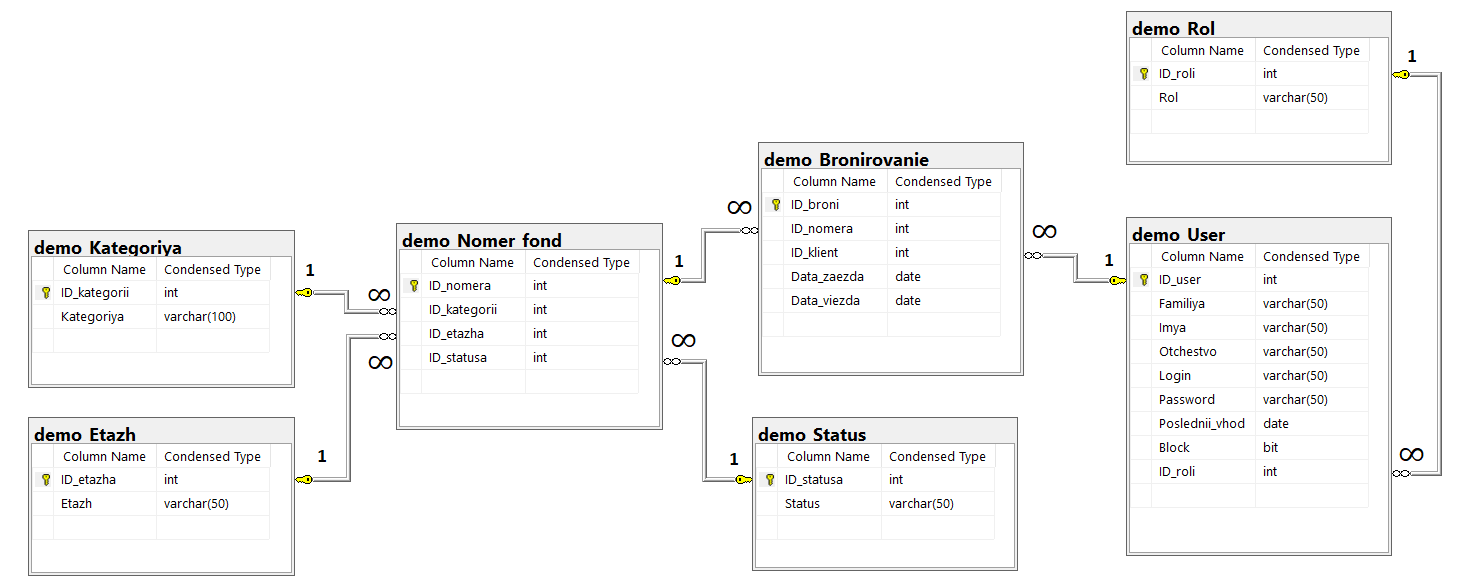 demo Rol
Column Name Condensed Type
ID_roli int
Rol varchar(50)
1
demo Bronirovanie
Column Name Condensed Type
ID_broni int
ID_nomera int
ID_klient int
Data_zaezda date
Data_viezda date
∞
∞
demo User
Column Name Condensed Type
ID_user int
Familiya varchar(50)
Imya varchar(50)
Otchestvo varchar(50)
Login varchar(50)
Password varchar(50)
Poslednii_vhod date
Block bit
ID_roli int
1
∞
demo Kategoriya
Column Name Condensed Type
ID_kategorii int
Kategoriya varchar(100)
1
demo Nomer fond
Column Name Condensed Type
ID_nomera int
ID_kategorii int
ID_etazha int
ID_statusa int
1
∞
∞
∞
demo Etazh
Column Name Condensed Type
ID_etazha int
Etazh varchar(50)
1
demo Status
Column Name Condensed Type
ID_statusa int
Status varchar(50)
1